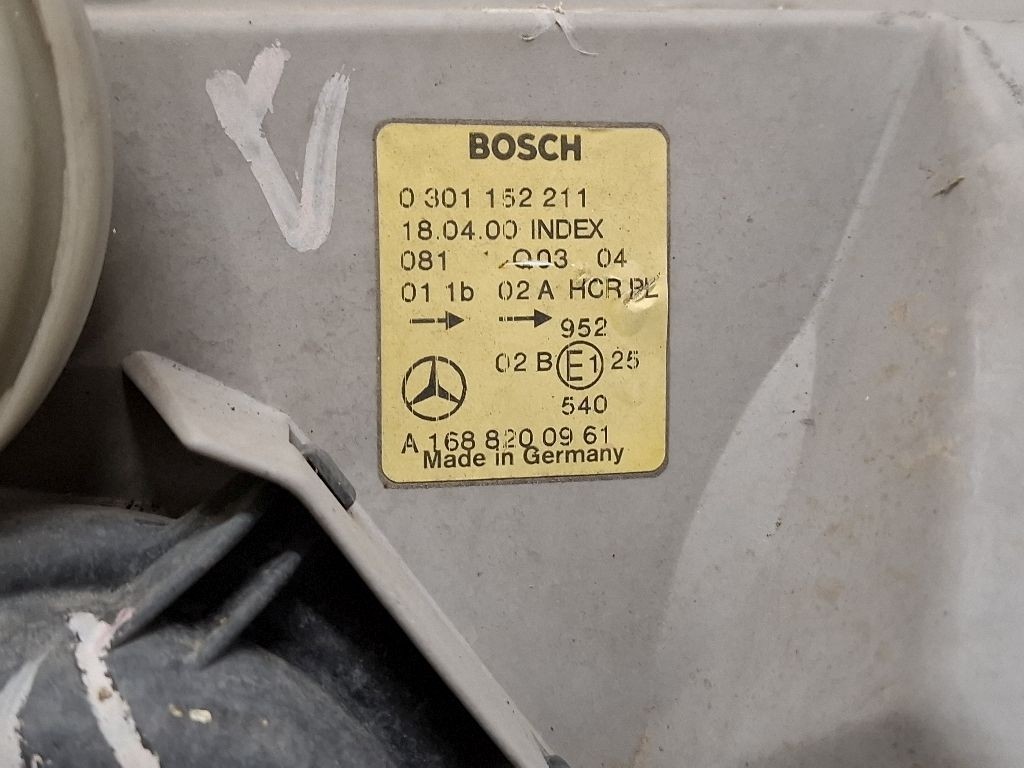 BOSCH
0 301 152 211
18.04.00 INDEX
081 Q03 04
01 1b 02 A HCR PL
952
02 B E1 25
540
A 168 820 09 61
Made in Germany
V